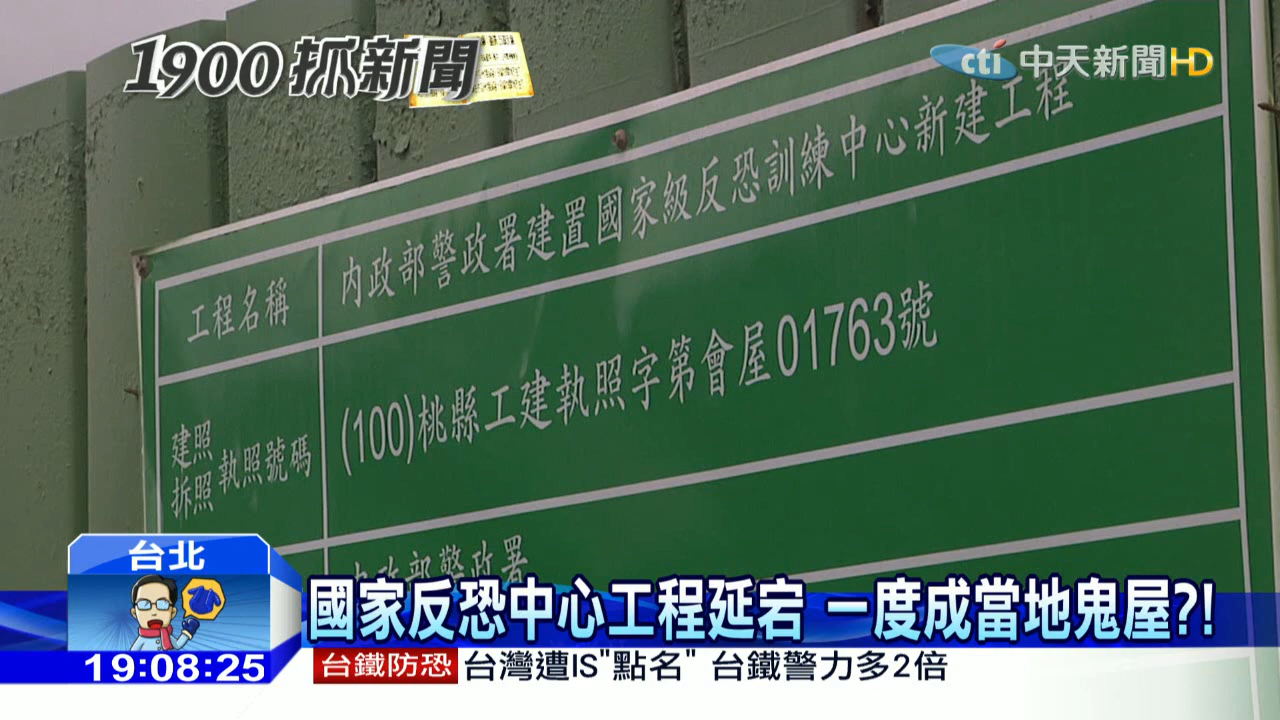 1900抓新聞
cti 中天新聞HD
工程名稱
內政部警政署建置國家級反恐訓練中心新建工程
建照
拆照
執照號碼
(100)桃縣工建執照字第會屋01763號
內政部警政署
台北
國家反恐中心工程延宕 一度成當地鬼屋?!
19:08:25
台鐵防恐
台灣遭IS"點名" 台鐵警力多2倍